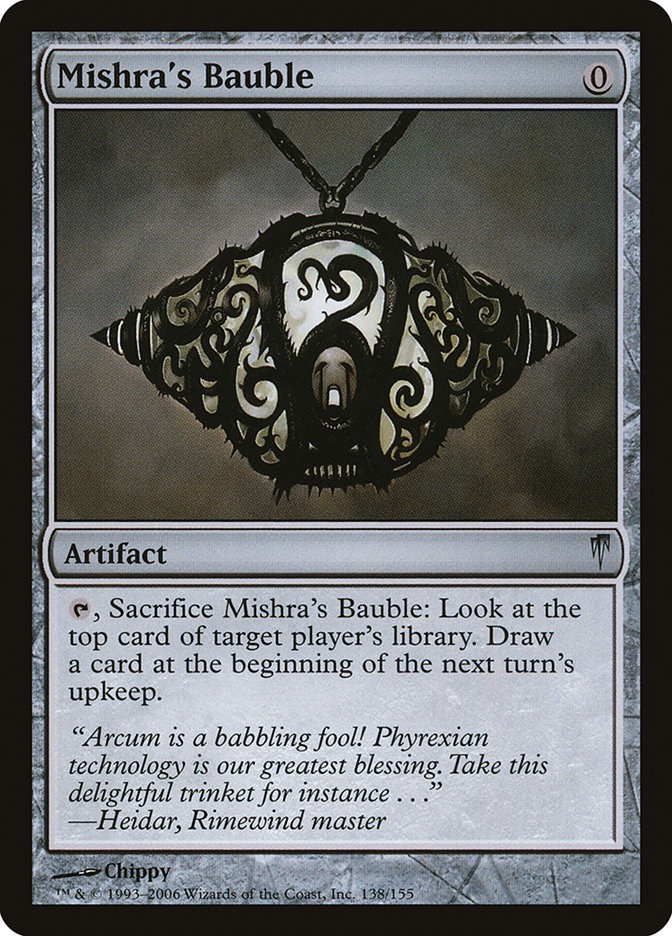 Mishra's Bauble 0
Artifact
, Sacrifice Mishra's Bauble: Look at the
top card of target player's library. Draw
a card at the beginning of the next turn's
upkeep.
“Arcum is a babbling fool! Phyrexian
technology is our greatest blessing. Take this
delightful trinket for instance . . .”
—Heidar, Rimewind master
Chippy
™ & © 1993–2006 Wizards of the Coast, Inc. 138/155